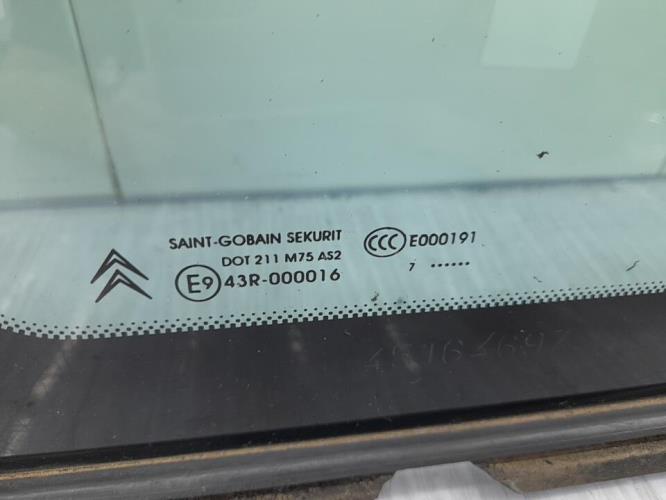 SAINT-GOBAIN SEKURIT
DOT 211 M75 AS2
E9 43R-000016
CCC E000191
7 ......